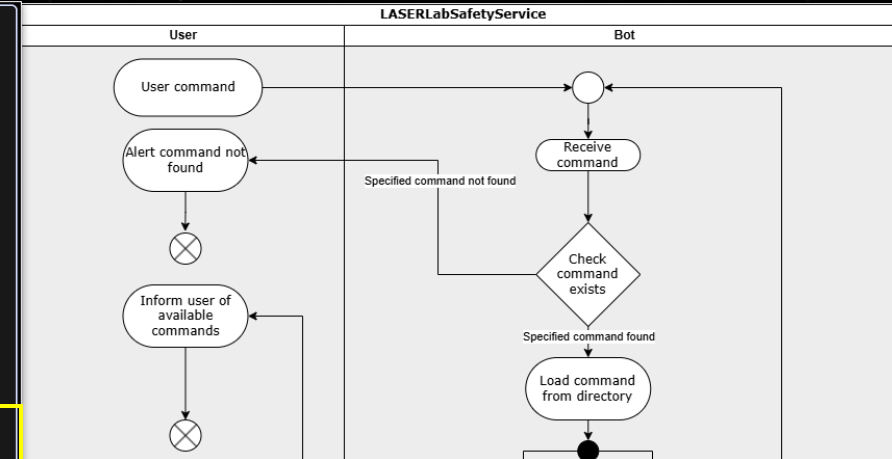 LASERLabSafetyService
User
Bot
User command
Alert command not
found
Receive
command
Specified command not found
Check
command
exists
Inform user of
available
commands
Specified command found
Load command
from directory